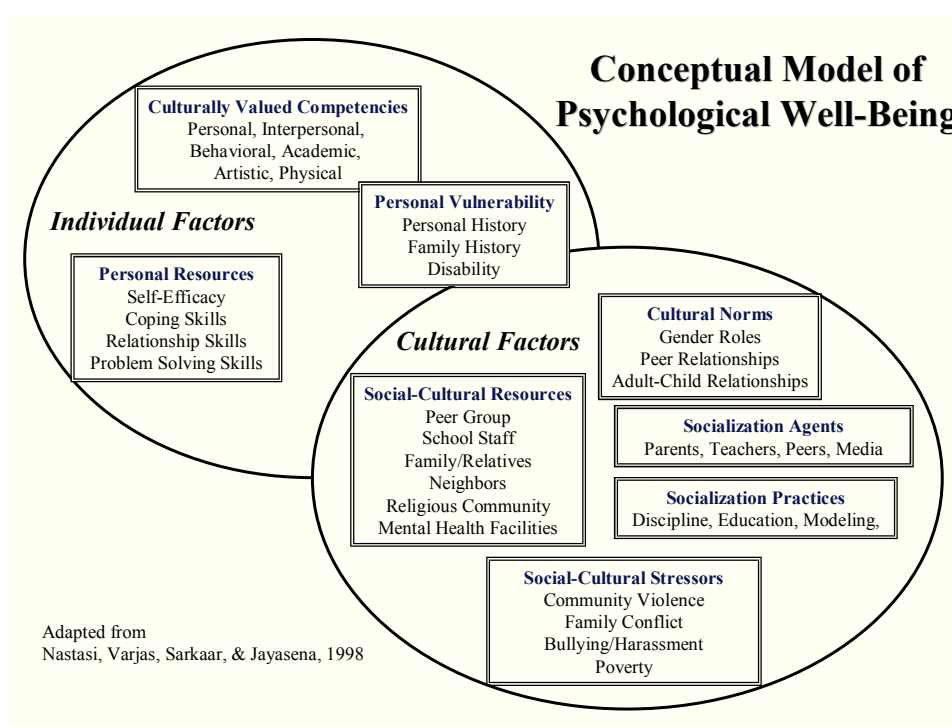 Conceptual Model of
Psychological Well-Being
Culturally Valued Competencies
Personal, Interpersonal,
Behavioral, Academic,
Artistic, Physical
Individual Factors
Personal Vulnerability
Personal History
Family History
Disability
Personal Resources
Self-Efficacy
Coping Skills
Relationship Skills
Problem Solving Skills
Cultural Factors
Cultural Norms
Gender Roles
Peer Relationships
Adult-Child Relationships
Social-Cultural Resources
Peer Group
School Staff
Family/Relatives
Neighbors
Religious Community
Mental Health Facilities
Socialization Agents
Parents, Teachers, Peers, Media
Socialization Practices
Discipline, Education, Modeling,
Social-Cultural Stressors
Community Violence
Family Conflict
Bullying/Harassment
Poverty
Adapted from
Nastasi, Varjas, Sarkaar, & Jayasena, 1998